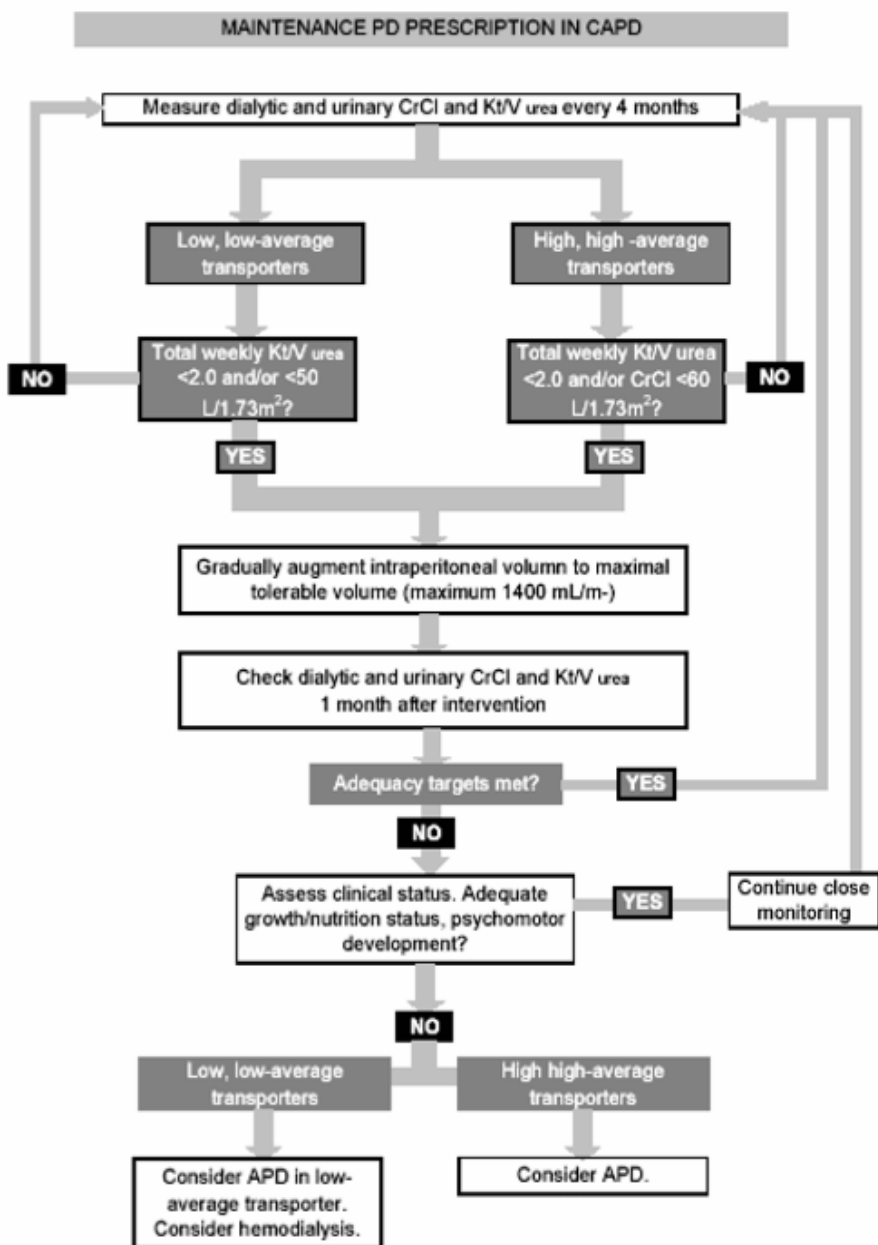 MAINTENANCE PD PRESCRIPTION IN CAPD
Measure dialytic and urinary CrCl and Kt/V urea every 4 months
Low, low-average
transporters
High, high -average
transporters
NO
Total weekly Kt/V urea
<2.0 and/or <50
L/1.73m²?
Total weekly Kt/V urea
<2.0 and/or CrCl <60
L/1.73m²?
NO
YES
YES
Gradually augment intraperitoneal volumn to maximal
tolerable volume (maximum 1400 mL/m-)
Check dialytic and urinary CrCl and Kt/V urea
1 month after intervention
Adequacy targets met?
YES
NO
Assess clinical status. Adequate
growth/nutrition status, psychomotor
development?
YES
Continue close
monitoring
NO
Low, low-average
transporters
High high-average
transporters
Consider APD in low-
average transporter.
Consider hemodialysis.
Consider APD.